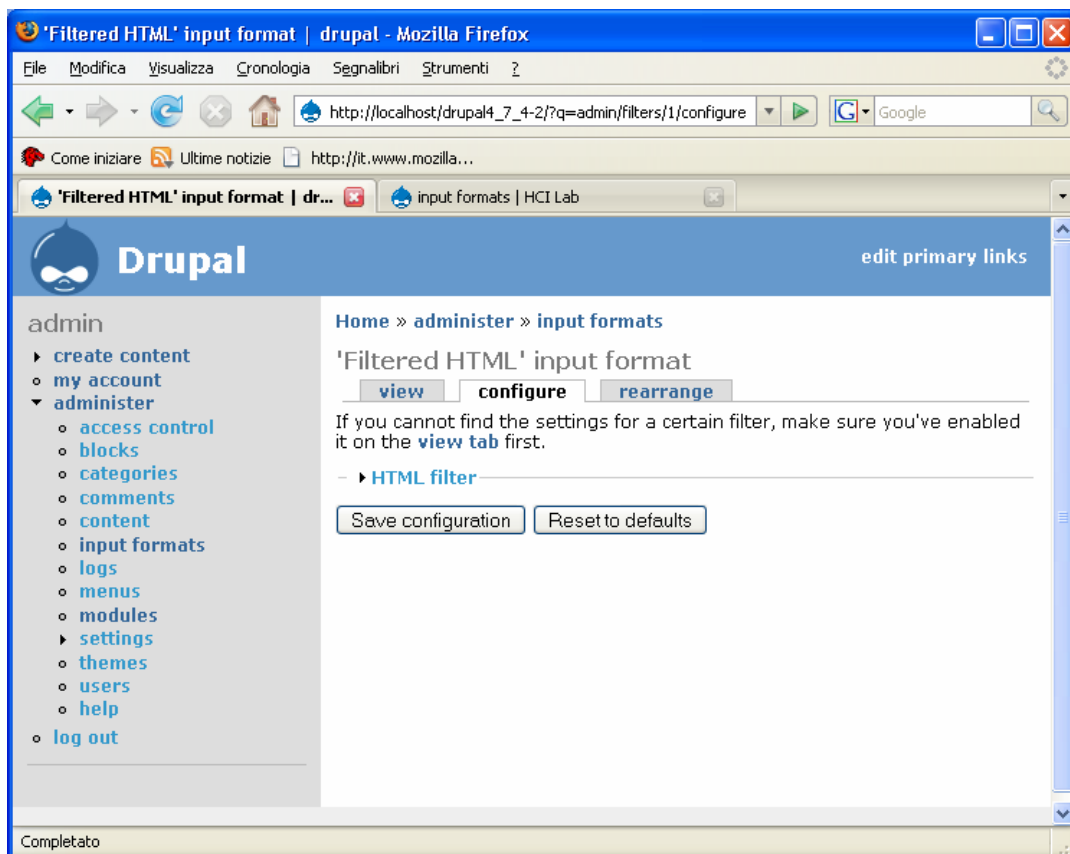 'Filtered HTML' input format | drupal - Mozilla Firefox
File Modifica Visualizza Cronologia Segnalibri Strumenti ?
http://localhost/drupal4_7_4-2/?q=admin/filters/1/configure
G Google
Come iniziare Ultime notizie http://it.www.mozilla...
'Filtered HTML' input format | dr... input formats | HCI Lab
Drupal
edit primary links
admin
create content
my account
administer
access control
blocks
categories
comments
content
input formats
logs
menus
modules
settings
themes
users
help
log out
Home » administer » input formats
'Filtered HTML' input format
view configure rearrange
If you cannot find the settings for a certain filter, make sure you've enabled
it on the view tab first.
HTML filter
Save configuration Reset to defaults
Completato